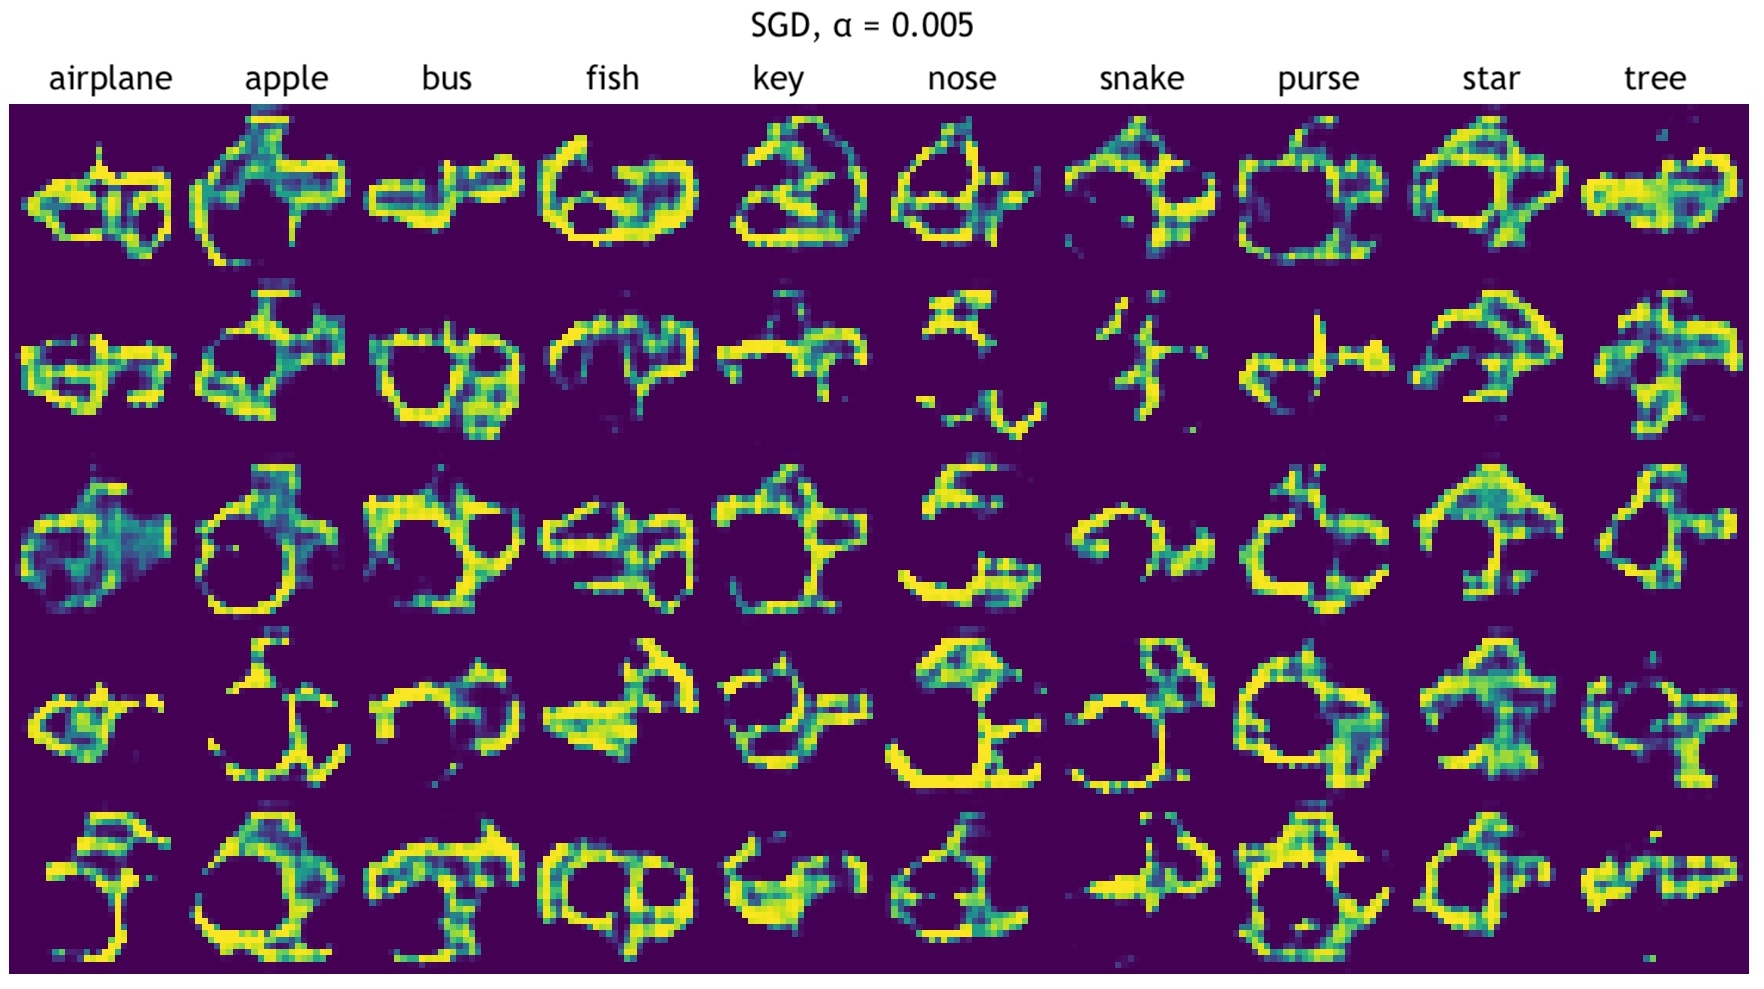 SGD, α = 0.005
airplane apple bus fish key nose snake purse star tree